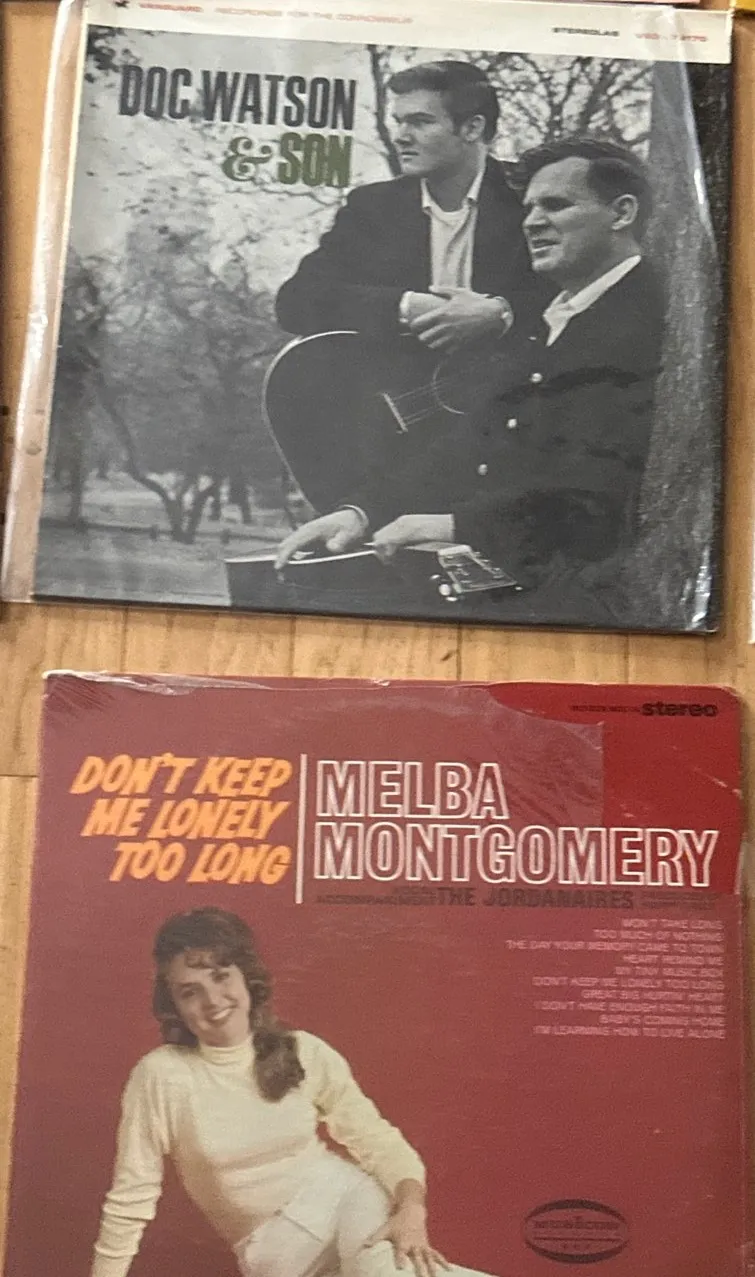 VANGUARD RECORDINGS FOR THE CONNOISSEUR
STEREOLAB VSD-79170
DOC WATSON
& SON
stereo
DON'T KEEP
ME LONELY
TOO LONG
MELBA
MONTGOMERY
VOCAL ACCOMPANIMENT THE JORDANAIRES
WON'T TAKE LONG
TOO MUCH OF NOTHING
THE DAY YOUR MEMORY CAME TO TOWN
HEART REMIND ME
MY TINY MUSIC BOX
DON'T KEEP ME LONELY TOO LONG
GREAT BIG HURTIN' HEART
I DON'T HAVE ENOUGH FAITH IN ME
BABY'S COMING HOME
I'M LEARNING HOW TO LIVE ALONE